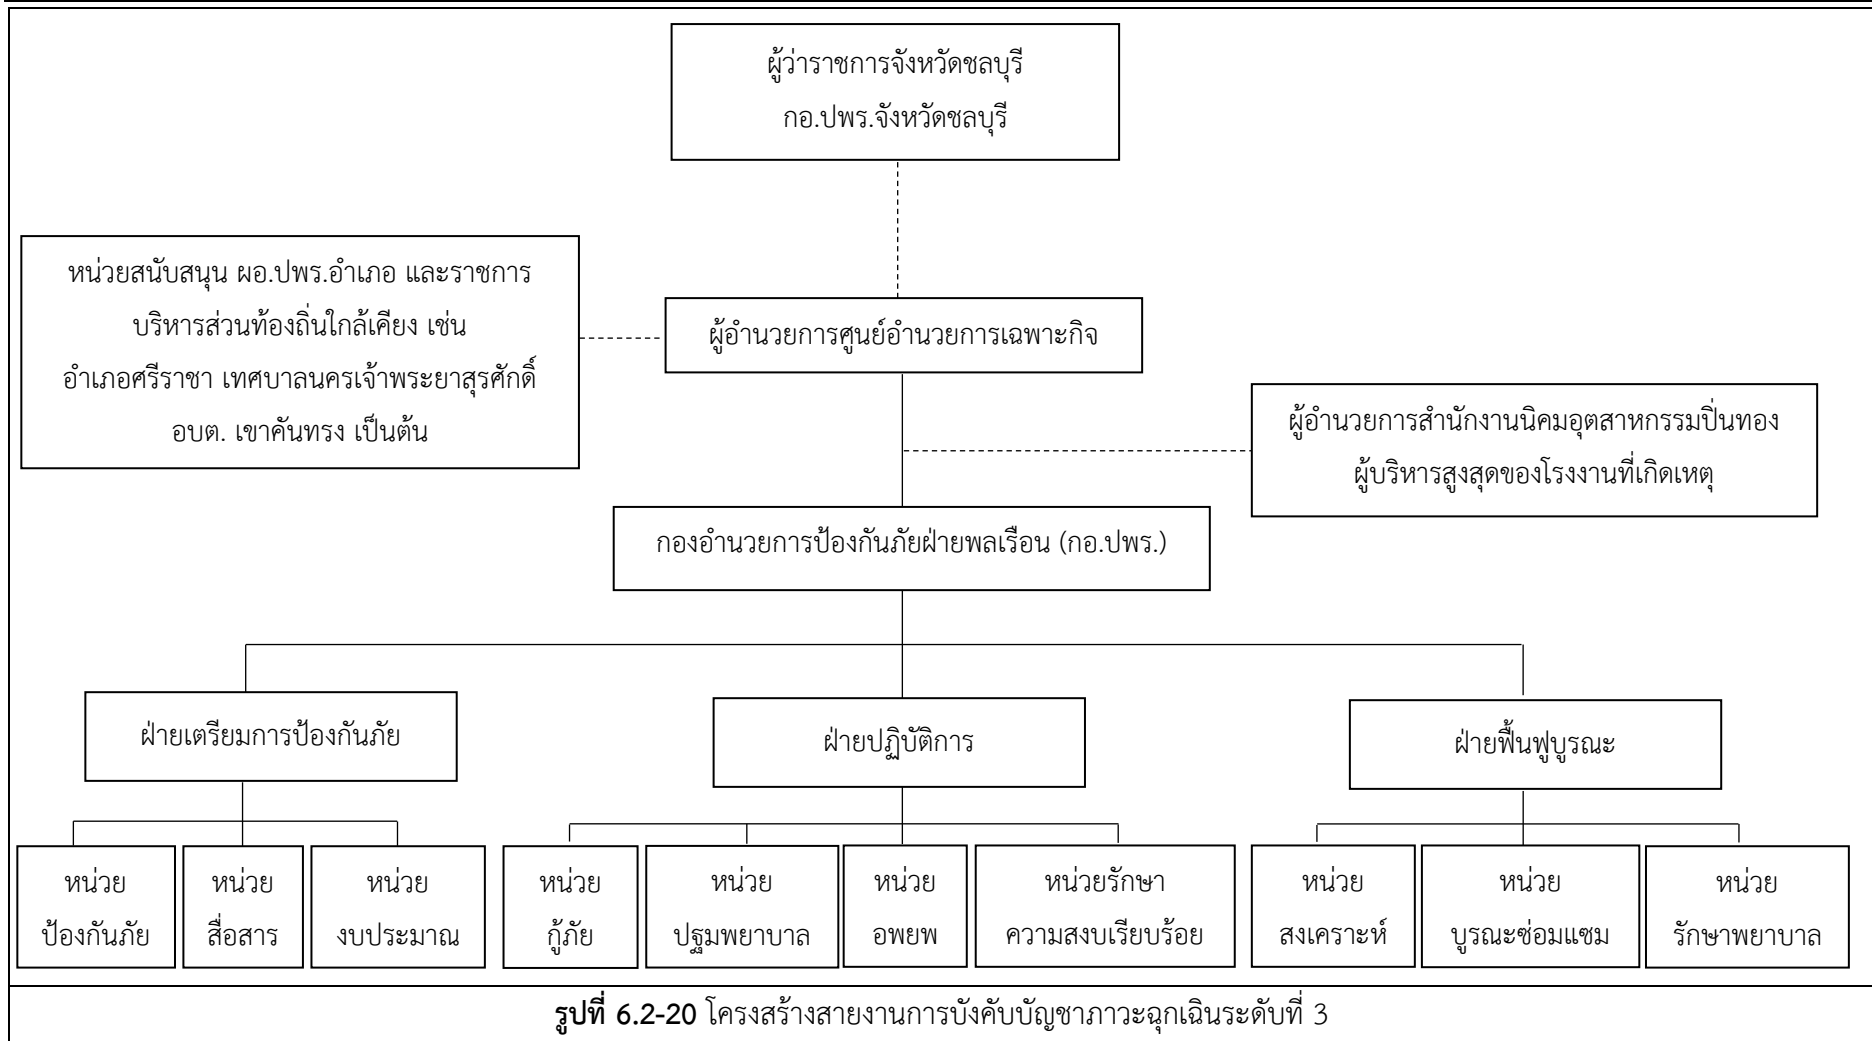 ผู้ว่าราชการจังหวัดชลบุรี
กอ.ปพร.จังหวัดชลบุรี
หน่วยสนับสนุน ผอ.ปพร.อำเภอ และราชการ
บริหารส่วนท้องถิ่นใกล้เคียง เช่น
อำเภอศรีราชา เทศบาลนครเจ้าพระยาสุรศักดิ์
อบต. เขาคันทรง เป็นต้น
ผู้อำนวยการศูนย์อำนวยการเฉพาะกิจ
ผู้อำนวยการสำนักงานนิคมอุตสาหกรรมปิ่นทอง
ผู้บริหารสูงสุดของโรงงานที่เกิดเหตุ
กองอำนวยการป้องกันภัยฝ่ายพลเรือน (กอ.ปพร.)
ฝ่ายเตรียมการป้องกันภัย
ฝ่ายปฏิบัติการ
ฝ่ายฟื้นฟูบูรณะ
หน่วย
ป้องกันภัย
หน่วย
สื่อสาร
หน่วย
งบประมาณ
หน่วย
กู้ภัย
หน่วย
ปฐมพยาบาล
หน่วย
อพยพ
หน่วยรักษา
ความสงบเรียบร้อย
หน่วย
สงเคราะห์
หน่วย
บูรณะซ่อมแซม
หน่วย
รักษาพยาบาล
รูปที่ 6.2-20 โครงสร้างสายงานการบังคับบัญชาภาวะฉุกเฉินระดับที่ 3